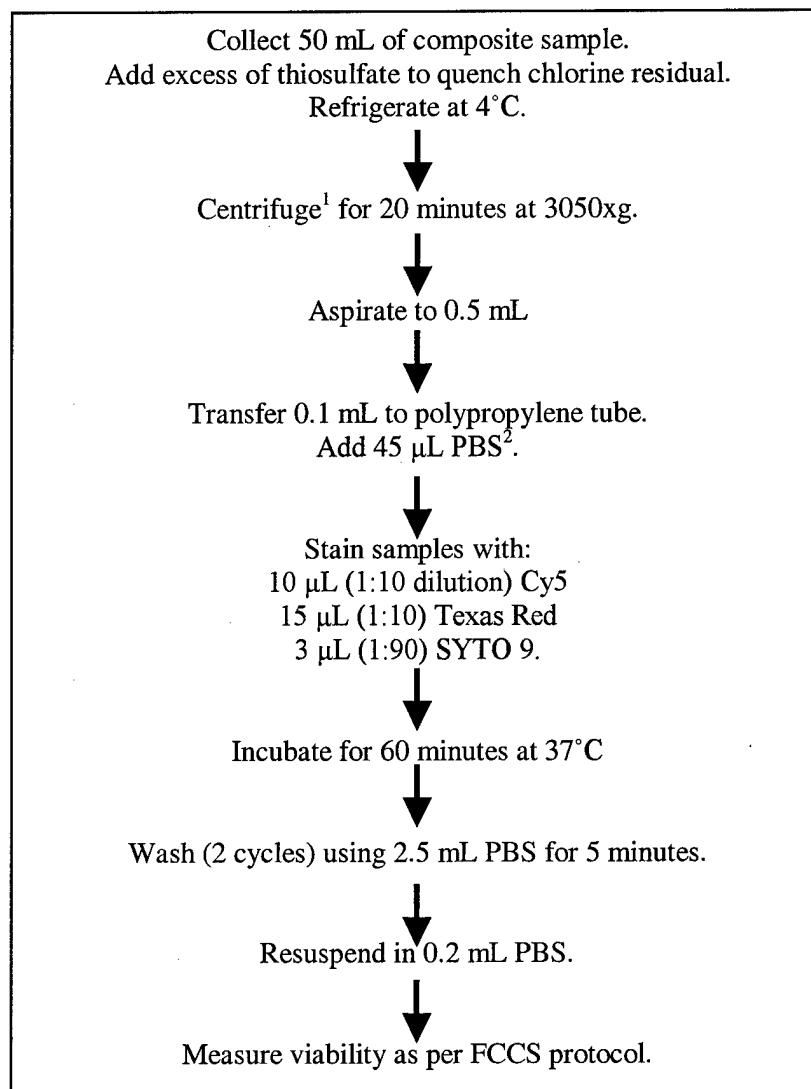 Collect 50 mL of composite sample.
Add excess of thiosulfate to quench chlorine residual.
Refrigerate at 4°C.
Centrifuge¹ for 20 minutes at 3050xg.
Aspirate to 0.5 mL
Transfer 0.1 mL to polypropylene tube.
Add 45 µL PBS².
Stain samples with:
10 µL (1:10 dilution) Cy5
15 µL (1:10) Texas Red
3 µL (1:90) SYTO 9.
Incubate for 60 minutes at 37°C
Wash (2 cycles) using 2.5 mL PBS for 5 minutes.
Resuspend in 0.2 mL PBS.
Measure viability as per FCCS protocol.